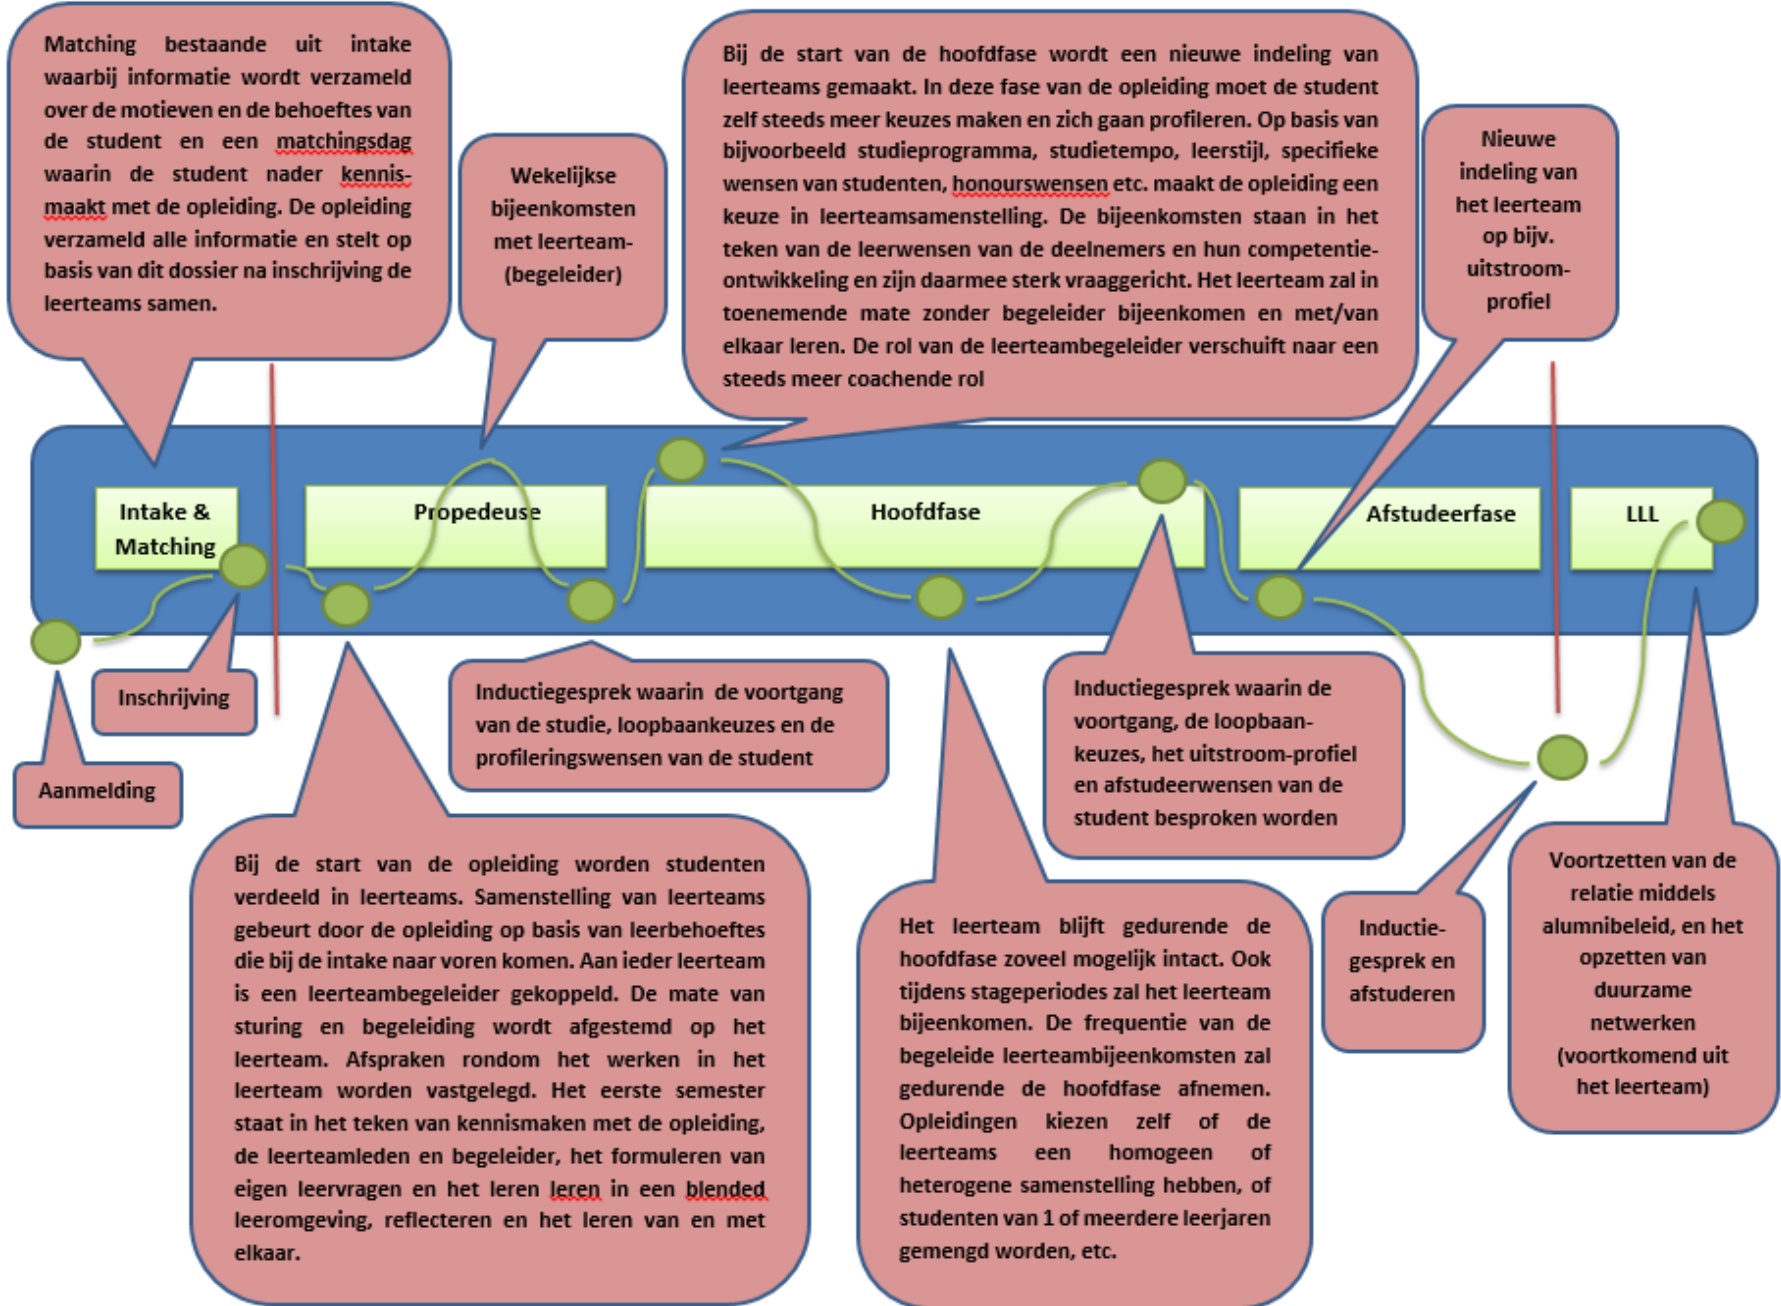 Matching bestaande uit intake
waarbij informatie wordt verzameld
over de motieven en de behoeftes van
de student en een matchingsdag
waarin de student nader kennis-
maakt met de opleiding. De opleiding
verzameld alle informatie en stelt op
basis van dit dossier na inschrijving de
leerteams samen.
Wekelijkse
bijeenkomsten
met leerteam-
(begeleider)
Bij de start van de hoofdfase wordt een nieuwe indeling van
leerteams gemaakt. In deze fase van de opleiding moet de student
zelf steeds meer keuzes maken en zich gaan profileren. Op basis van
bijvoorbeeld studieprogramma, studietempo, leerstijl, specifieke
wensen van studenten, honourswensen etc. maakt de opleiding een
keuze in leerteamsamenstelling. De bijeenkomsten staan in het
teken van de leerwensen van de deelnemers en hun competentie-
ontwikkeling en zijn daarmee sterk vraaggericht. Het leerteam zal in
toenemende mate zonder begeleider bijeenkomen en met/van
elkaar leren. De rol van de leerteambegeleider verschuift naar een
steeds meer coachende rol
Nieuwe
indeling van
het leerteam
op bijv.
uitstroom-
profiel
Intake &
Matching
Propedeuse
Hoofdfase
Afstudeerfase
LLL
Aanmelding
Inschrijving
Bij de start van de opleiding worden studenten
verdeeld in leerteams. Samenstelling van leerteams
gebeurt door de opleiding op basis van leerbehoeftes
die bij de intake naar voren komen. Aan ieder leerteam
is een leerteambegeleider gekoppeld. De mate van
sturing en begeleiding wordt afgestemd op het
leerteam. Afspraken rondom het werken in het
leerteam worden vastgelegd. Het eerste semester
staat in het teken van kennismaken met de opleiding,
de leerteamleden en begeleider, het formuleren van
eigen leervragen en het leren leren in een blended
leeromgeving, reflecteren en het leren van en met
elkaar.
Inductiegesprek waarin de voortgang
van de studie, loopbaankeuzes en de
profileringswensen van de student
Het leerteam blijft gedurende de
hoofdfase zoveel mogelijk intact. Ook
tijdens stageperiodes zal het leerteam
bijeenkomen. De frequentie van de
begeleide leerteambijeenkomsten zal
gedurende de hoofdfase afnemen.
Opleidingen kiezen zelf of de
leerteams een homogeen of
heterogene samenstelling hebben, of
studenten van 1 of meerdere leerjaren
gemengd worden, etc.
Inductiegesprek waarin de
voortgang, de loopbaan-
keuzes, het uitstroom-profiel
en afstudeerwensen van de
student besproken worden
Inductie-
gesprek en
afstuderen
Voortzetten van de
relatie middels
alumnibeleid, en het
opzetten van
duurzame
netwerken
(voortkomend uit
het leerteam)